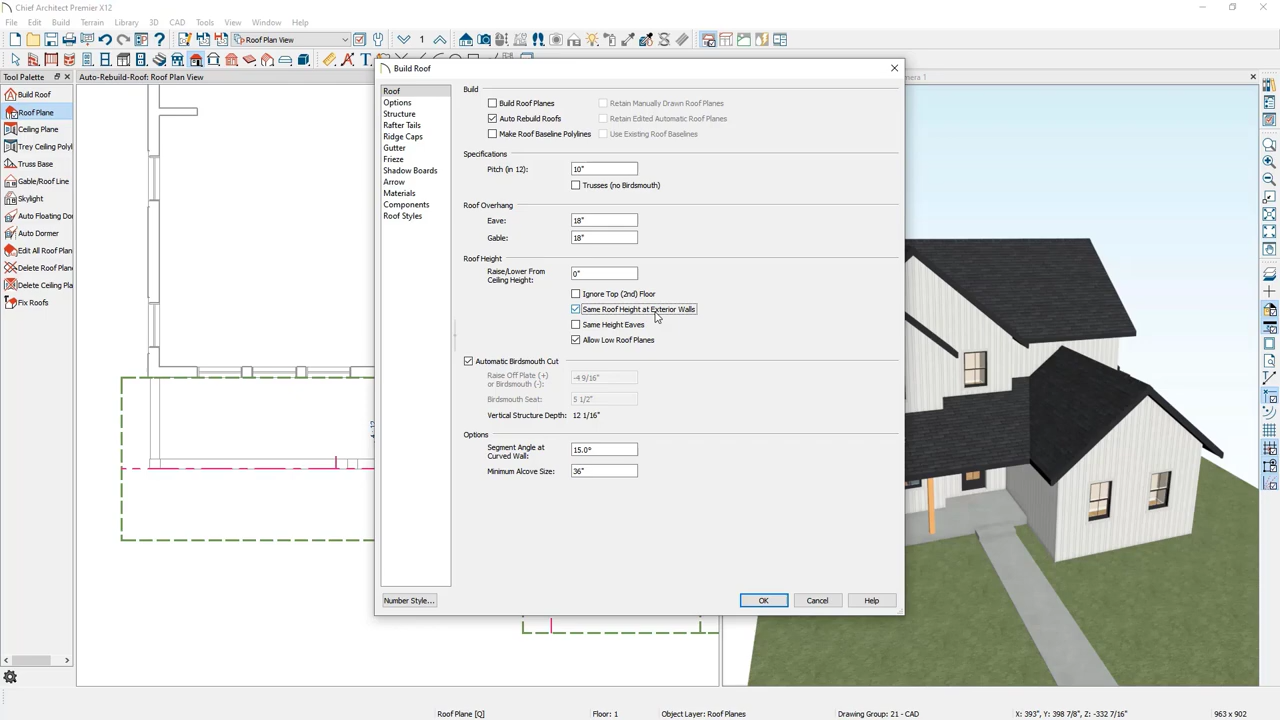 Chief Architect Premier X12
File Edit Build Terrain Library 3D CAD Tools Window View Window Help
Roof Plan View
1
Tool Palette
Auto-Rebuild-Roof: Roof Plan View
Build Roof
Roof Plane
Ceiling Plane
Trey Ceiling Polyl
Truss Base
Gable/Roof Line
Skylight
Auto Floating Do
Auto Dormer
Edit All Roof Plan
Delete Roof Plane
Delete Ceiling Pla
Fix Roofs
Build Roof
Roof
Options
Structure
Rafter Tails
Ridge Caps
Gutter
Frieze
Shadow Boards
Arrow
Materials
Components
Roof Styles
Build
Build Roof Planes Retain Manually Drawn Roof Planes
Auto Rebuild Roofs Retain Edited Automatic Roof Planes
Make Roof Baseline Polylines Use Existing Roof Baselines
Specifications
Pitch (in 12): 10"
Trusses (no Birdsmouth)
Roof Overhang
Eave: 18"
Gable: 18"
Roof Height
Raise/Lower From
Ceiling Height: 0"
Ignore Top (2nd) Floor
Same Roof Height at Exterior Walls
Same Height Eaves
Allow Low Roof Planes
Automatic Birdsmouth Cut
Raise Off Plate (+)
or Birdsmouth (-): -4 9/16"
Birdsmouth Seat: 5 1/2"
Vertical Structure Depth: 12 1/16"
Options
Segment Angle at
Curved Wall: 15.0°
Minimum Alcove Size: 36"
Number Style... OK Cancel Help
Roof Plane [Q] Floor: 1 Object Layer: Roof Planes Drawing Group: 21 - CAD X: 393", Y: 398 7/8", Z: -332 7/16" 963 x 902